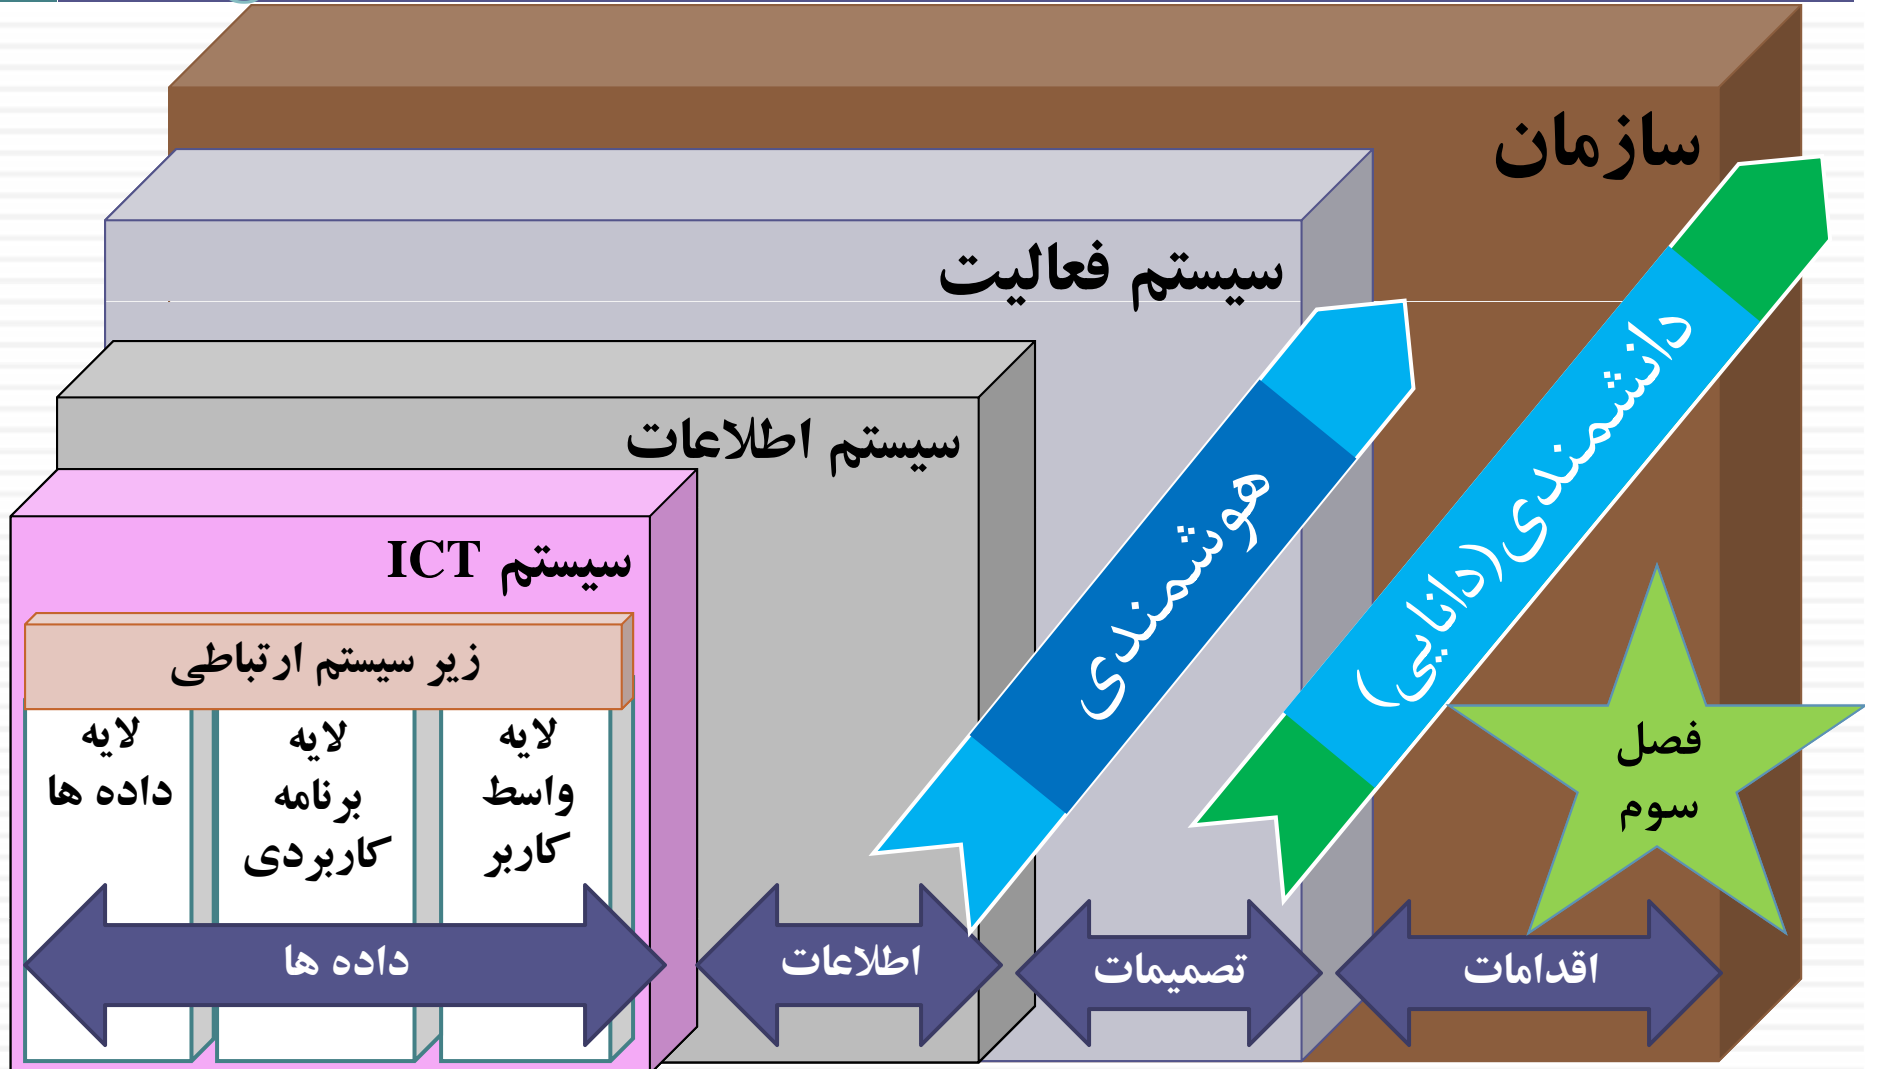 سازمان
سیستم فعالیت
سیستم اطلاعات
سیستم ICT
زیر سیستم ارتباطی
لایه
واسط
کاربر
لایه
برنامه
کاربردی
لایه
داده ها
هوشمندی
دانشمندی(دانایی)
فصل
سوم
اقدامات
تصمیمات
اطلاعات
داده ها